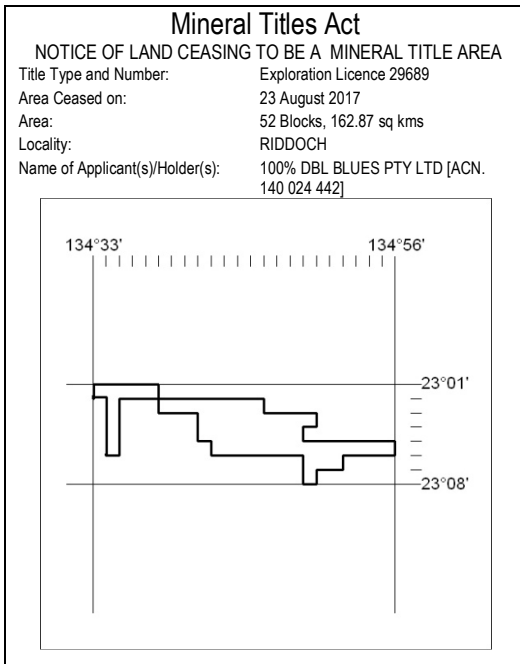 Mineral Titles Act
NOTICE OF LAND CEASING TO BE A MINERAL TITLE AREA
Title Type and Number: Exploration Licence 29689
Area Ceased on: 23 August 2017
Area: 52 Blocks, 162.87 sq kms
Locality: RIDDOCH
Name of Applicant(s)/Holder(s): 100% DBL BLUES PTY LTD [ACN.
140 024 442]
134°33' 134°56'
23°01'
23°08'